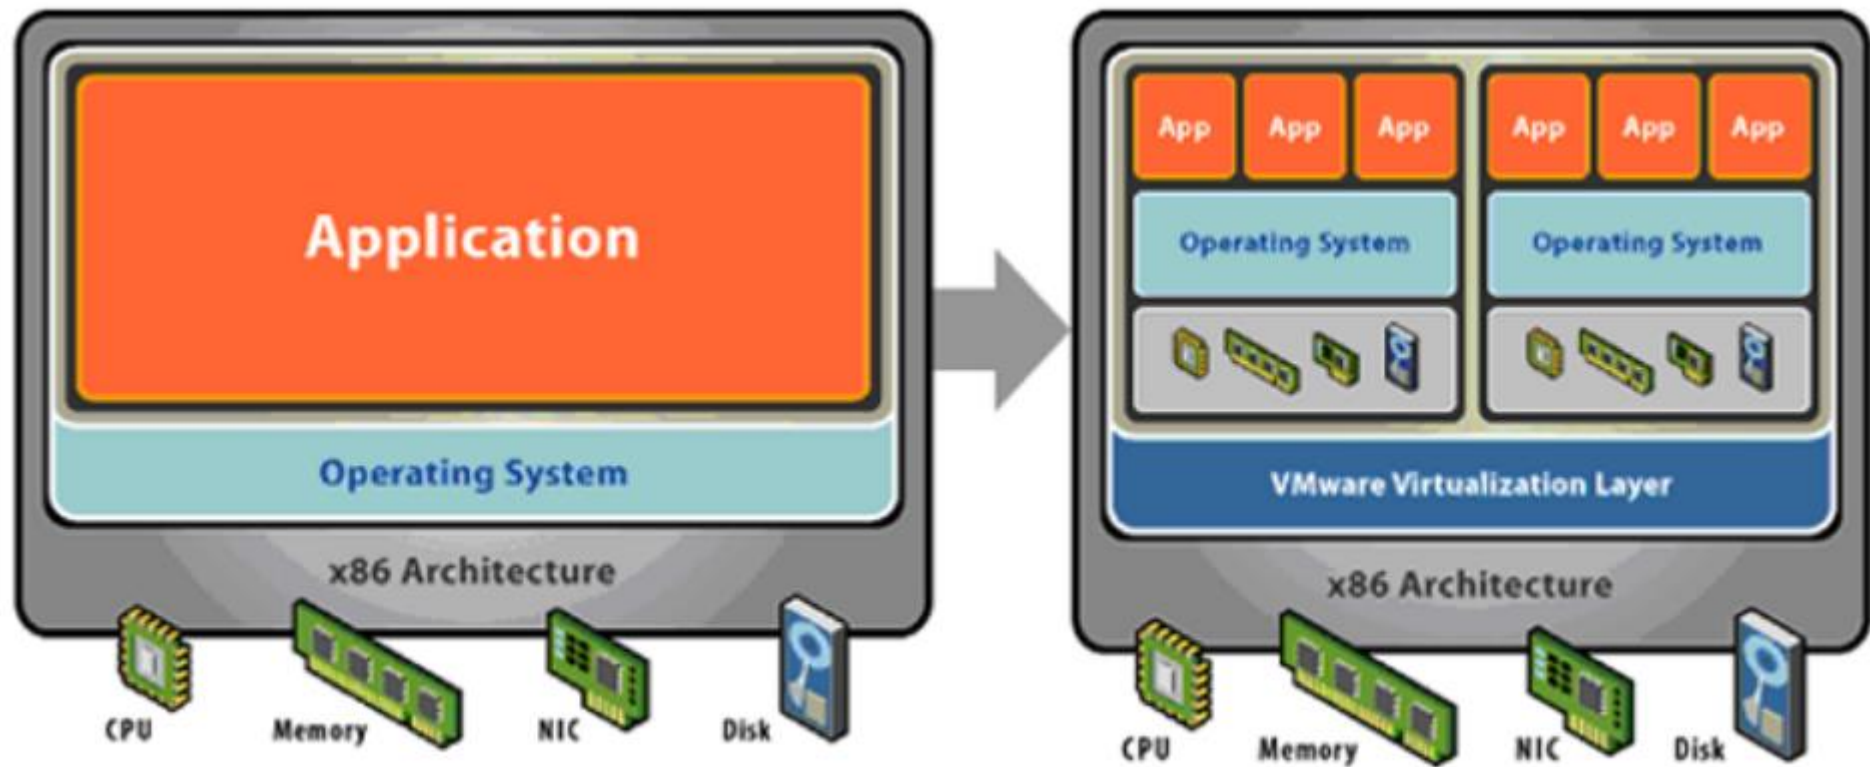 Application
Operating System
x86 Architecture
CPU
Memory
NIC
Disk
App App App App App App
Operating System Operating System
VMware Virtualization Layer
x86 Architecture
CPU
Memory
NIC
Disk